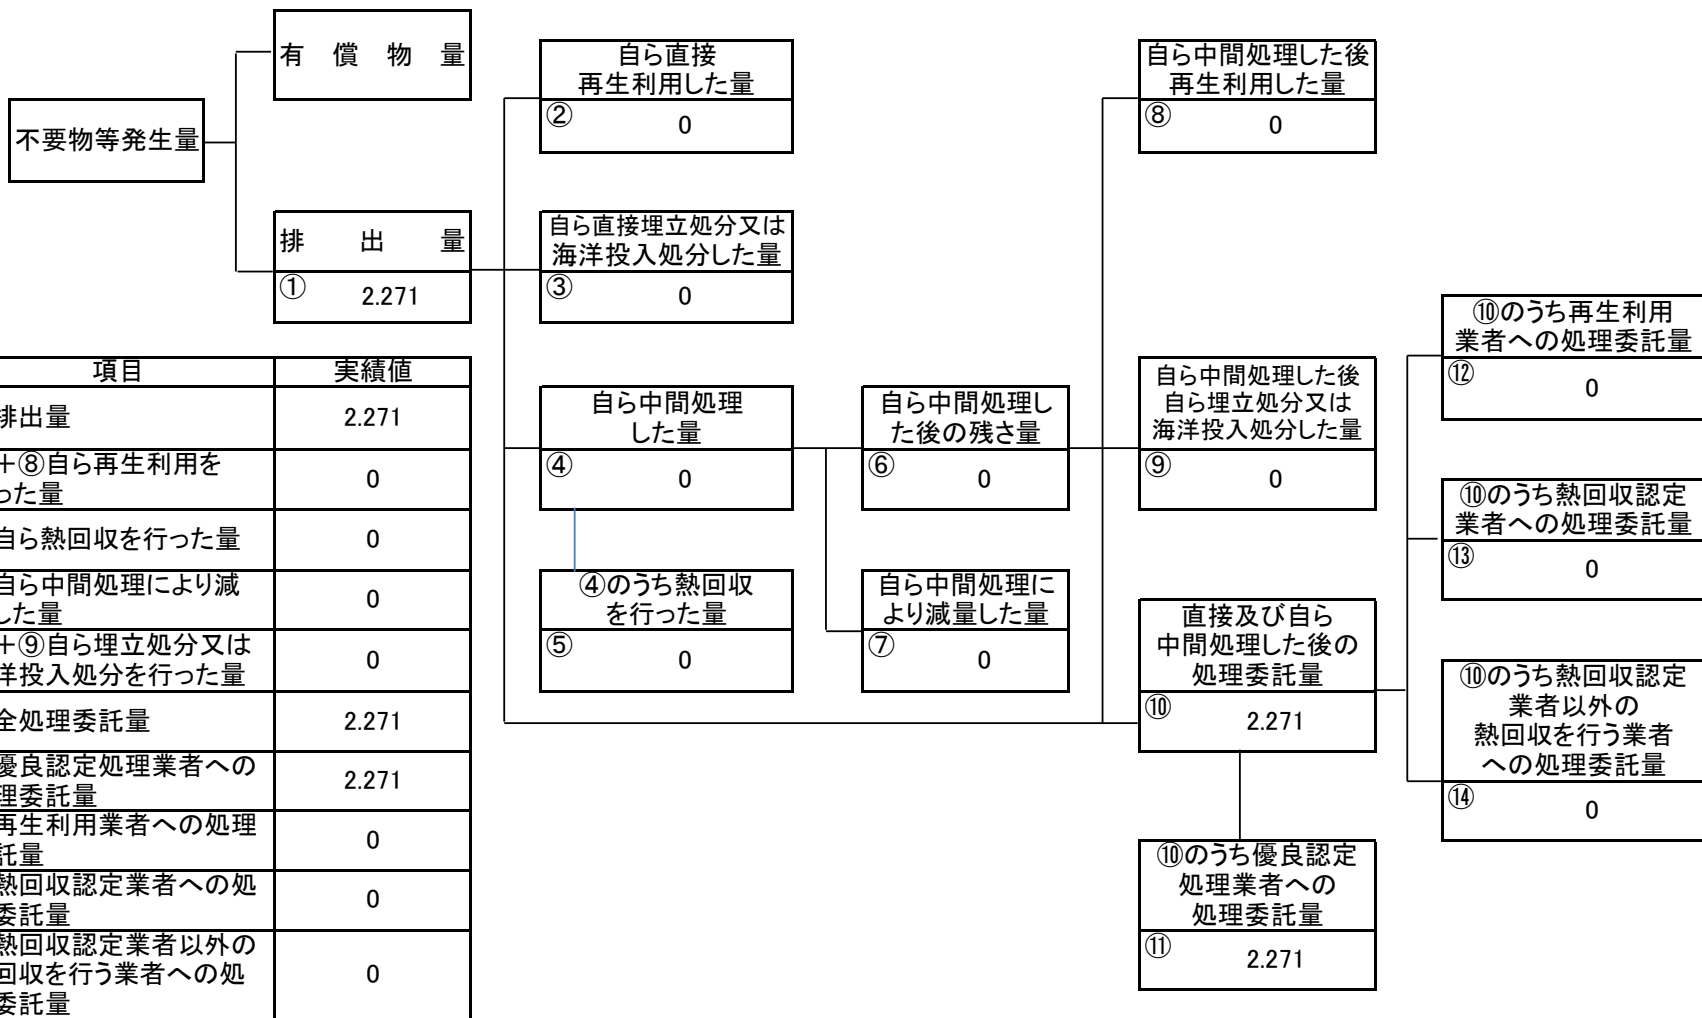 有 償 物 量
不要物等発生量
排 出 量
① 2.271
自ら直接
再生利用した量
② 0
自ら直接埋立処分又は
海洋投入処分した量
③ 0
自ら中間処理
した量
④ 0
④のうち熱回収
を行った量
⑤ 0
自ら中間処理し
た後の残さ量
⑥ 0
自ら中間処理に
より減量した量
⑦ 0
自ら中間処理した後
再生利用した量
⑧ 0
自ら中間処理した後
自ら埋立処分又は
海洋投入処分した量
⑨ 0
直接及び自ら
中間処理した後の
処理委託量
⑩ 2.271
⑩のうち優良認定
処理業者への
処理委託量
⑪ 2.271
⑩のうち再生利用
業者への処理委託量
⑫ 0
⑩のうち熱回収認定
業者への処理委託量
⑬ 0
⑩のうち熱回収認定
業者以外の
熱回収を行う業者
への処理委託量
⑭ 0
項目 実績値
排出量 2.271
+⑧自ら再生利用を
った量 0
自ら熱回収を行った量 0
自ら中間処理により減
した量 0
+⑨自ら埋立処分又は
洋投入処分を行った量 0
全処理委託量 2.271
優良認定処理業者への
理委託量 2.271
再生利用業者への処理
託量 0
熱回収認定業者への処
委託量 0
熱回収認定業者以外の
回収を行う業者への処
委託量 0